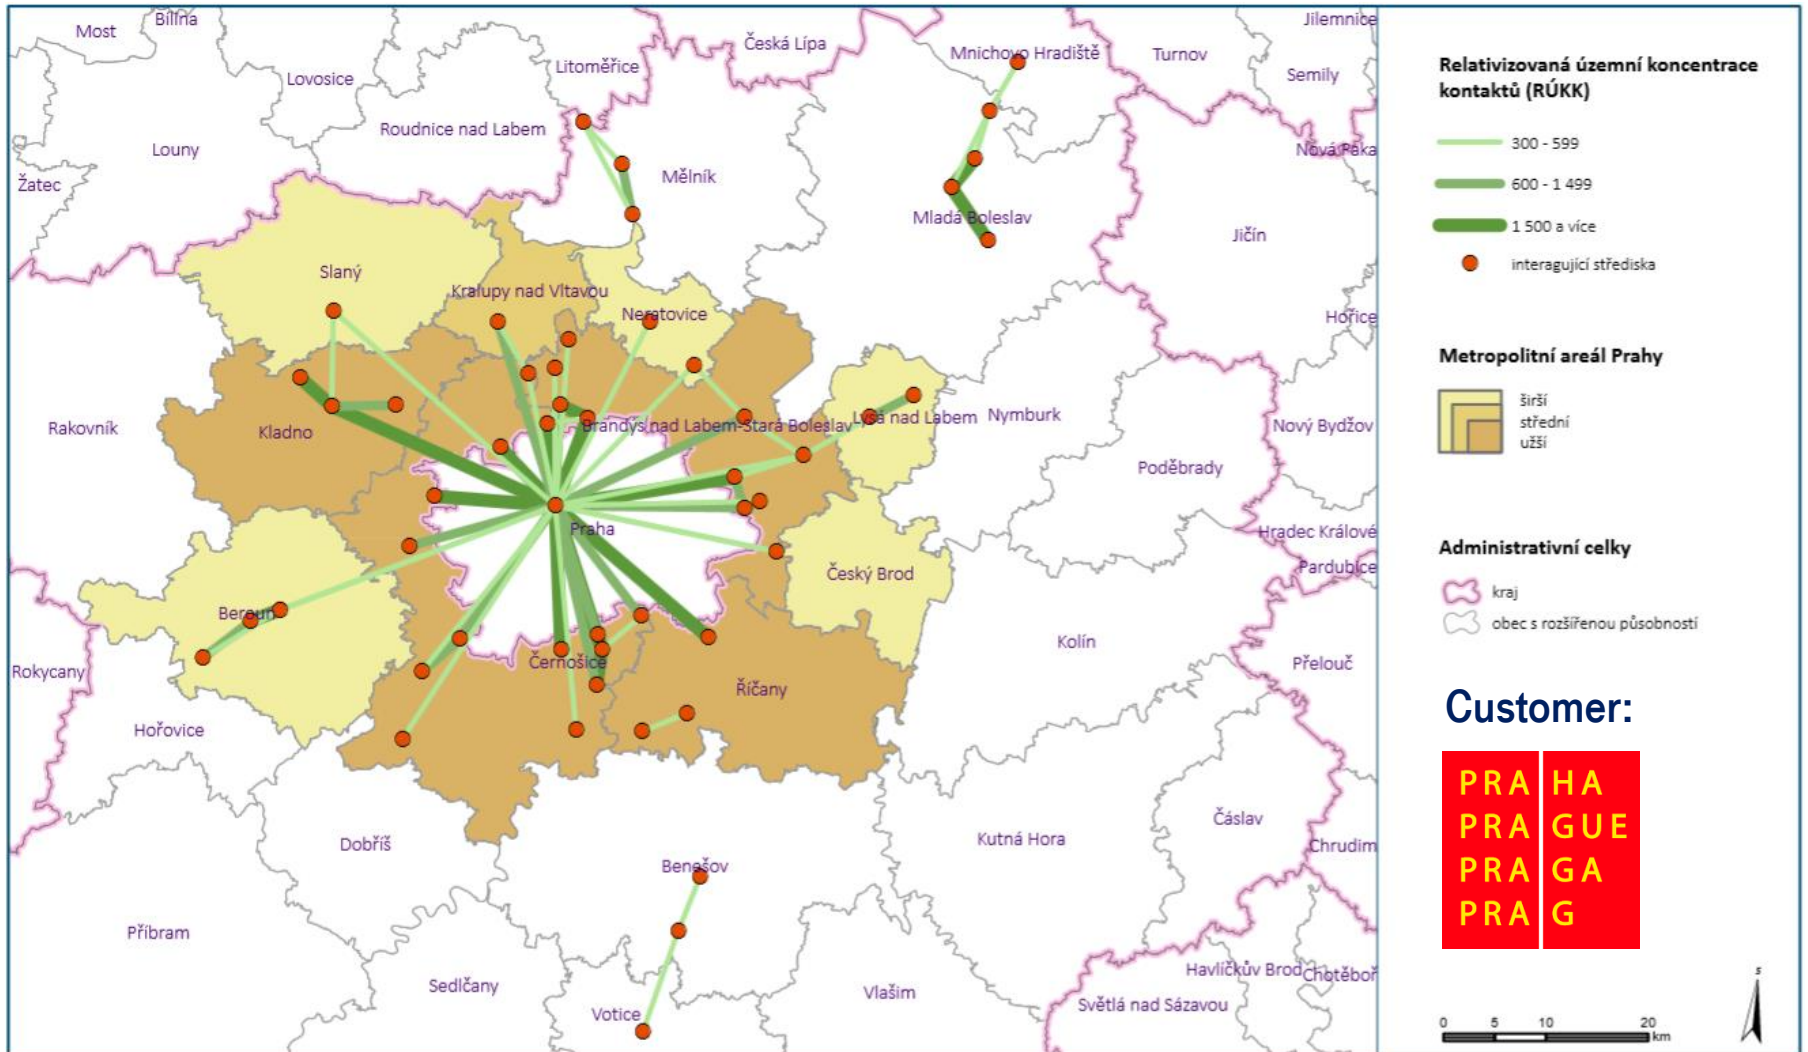 Most
Bílina
Lovosice
Litoměřice
Česká Lípa
Mnichovo Hradiště
Turnov
Jilemnice
Semily
Roudnice nad Labem
Louny
Žatec
Mělník
Nová Paka
Mladá Boleslav
Jičín
Slaný
Kralupy nad Vltavou
Neratovice
Hořice
Rakovník
Kladno
Brandýs nad Labem-Stará Boleslav
Lysá nad Labem
Nymburk
Nový Bydžov
Poděbrady
Praha
Hradec Králové
Pardubice
Český Brod
Beroun
Kolín
Rokycany
Černošice
Přelouč
Říčany
Hořovice
Dobříš
Kutná Hora
Čáslav
Chrudim
Benešov
Příbram
Sedlčany
Vlašim
Havlíčkův Brod
Chotěboř
Světlá nad Sázavou
Votice
Relativizovaná územní koncentrace
kontaktů (RÚKK)
300 - 599
600 - 1 499
1 500 a více
interagující střediska
Metropolitní areál Prahy
širší
střední
užší
Administrativní celky
kraj
obec s rozšířenou působností
Customer:
PRA HA
PRA GUE
PRA GA
PRA G
s
0 5 10 20
km